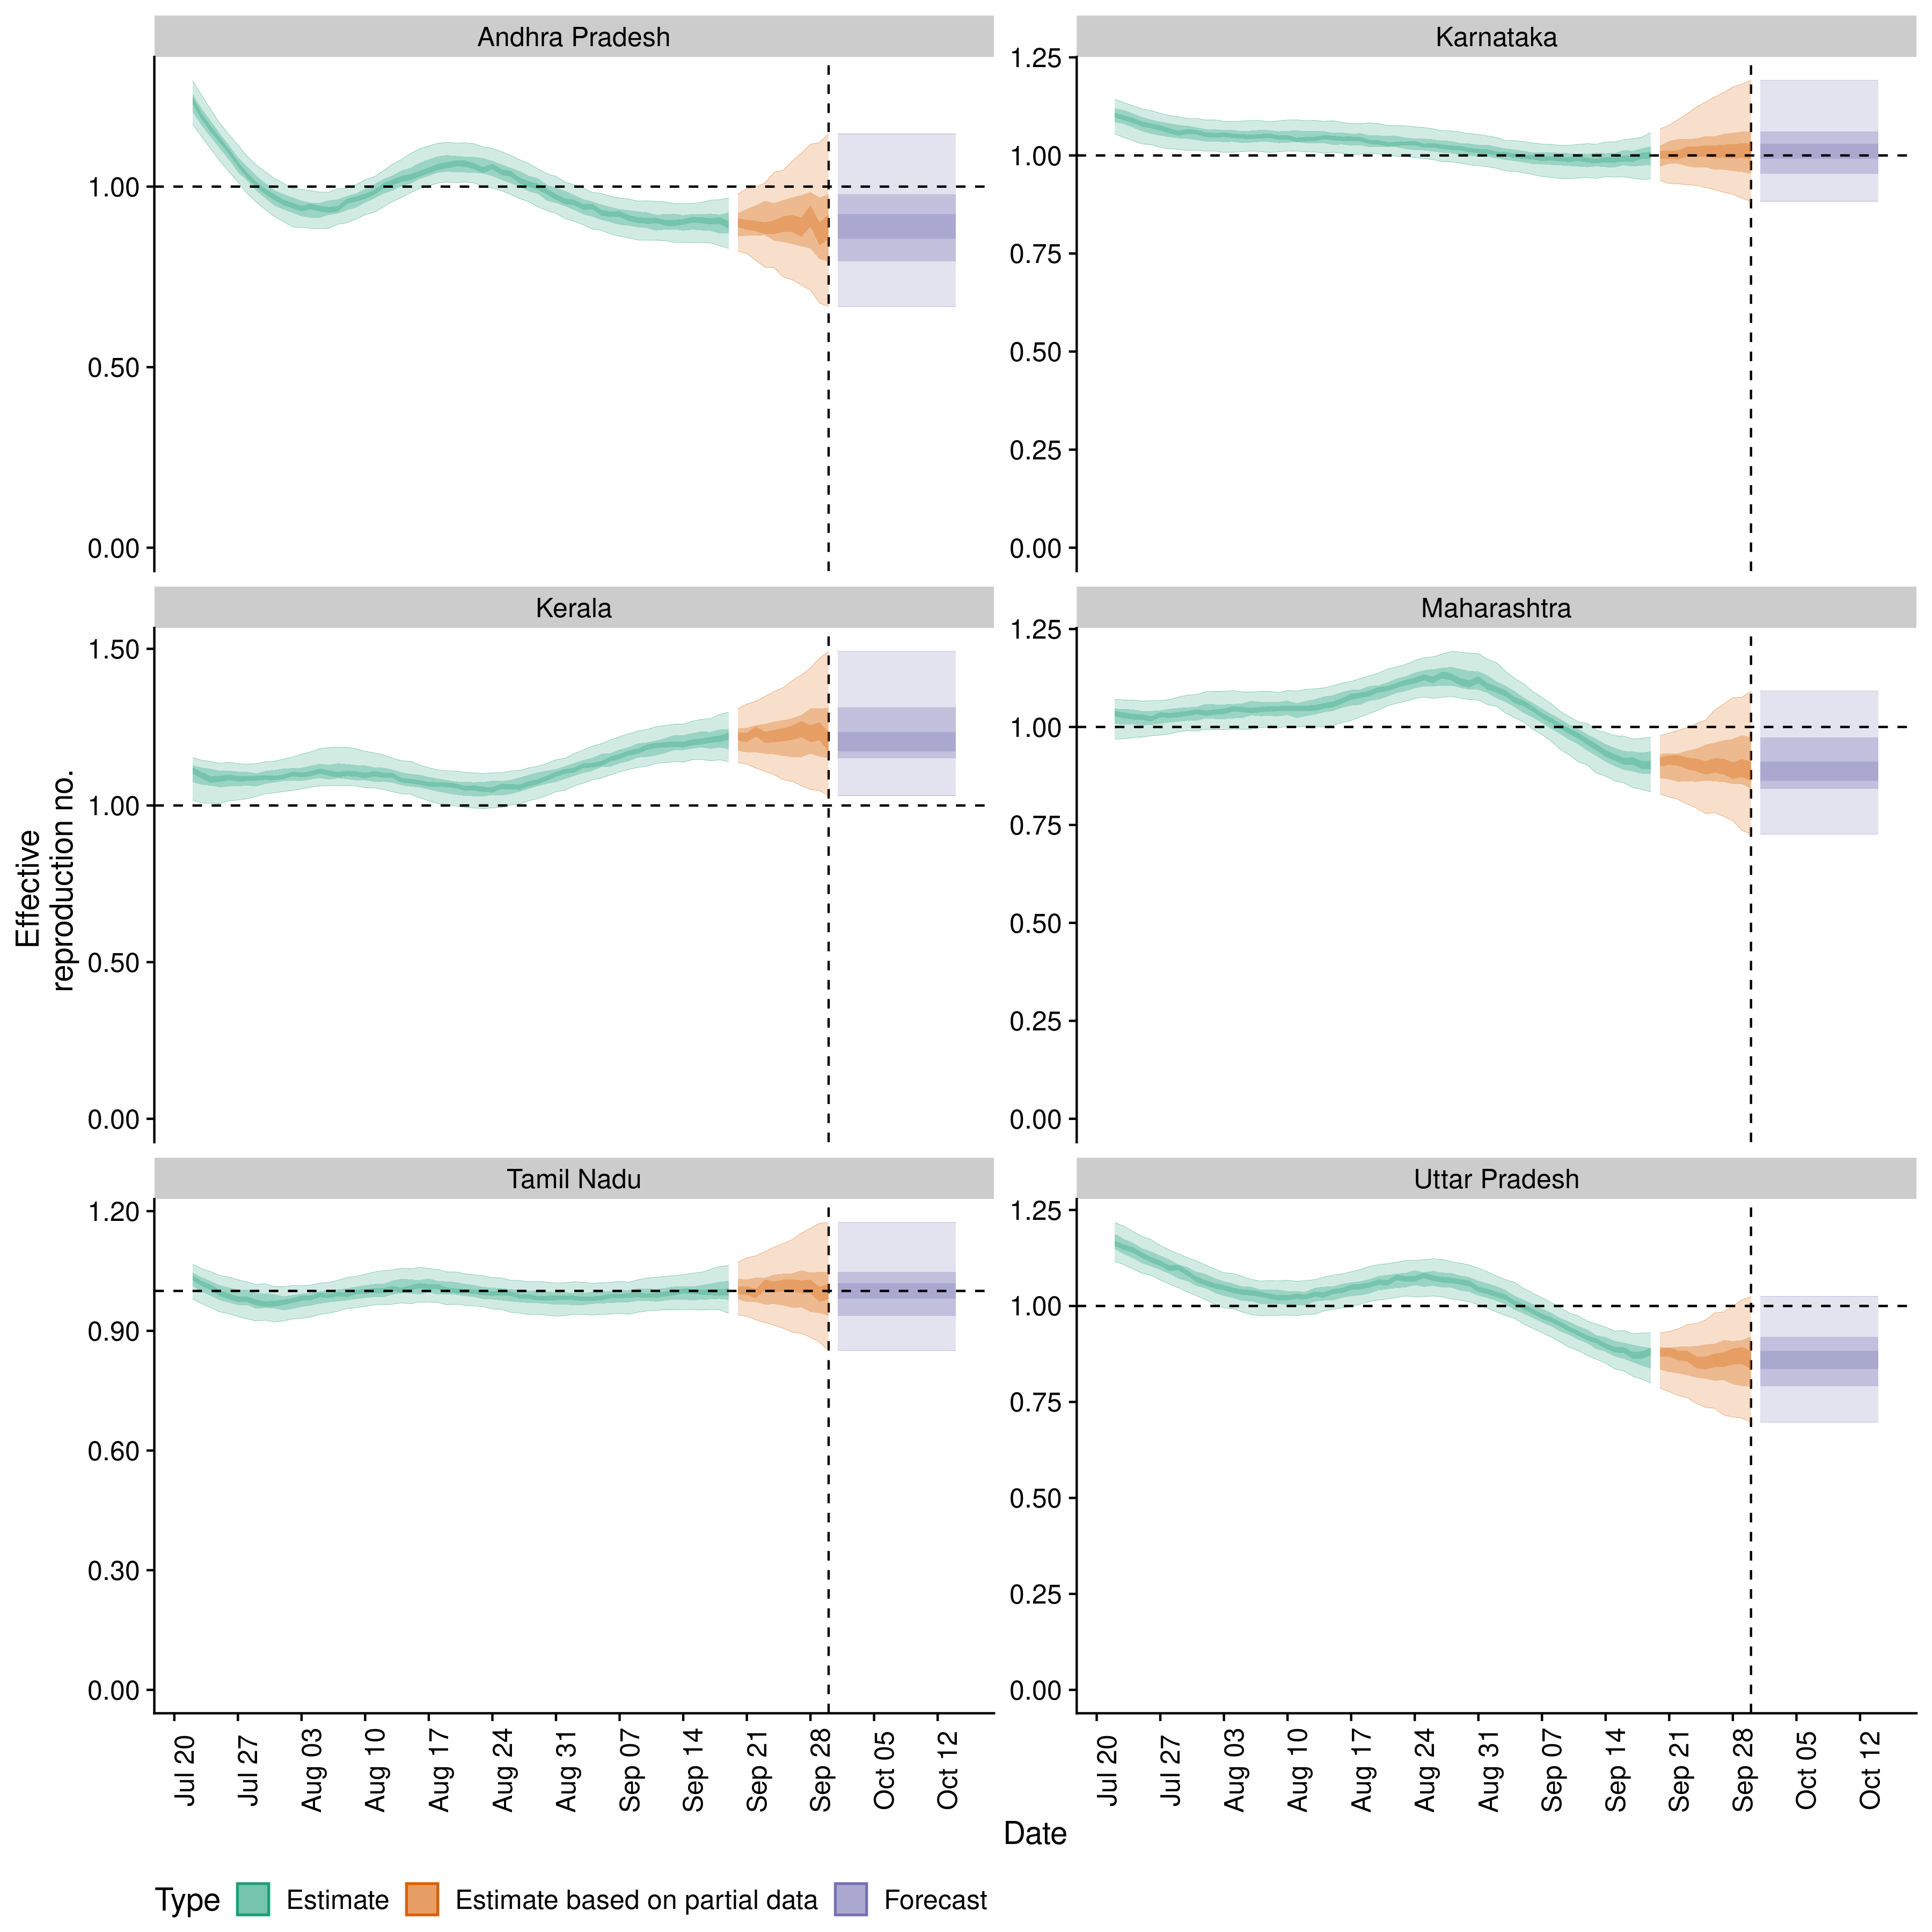 Andhra Pradesh
Karnataka
1.00
0.50
0.00
1.25
1.00
0.75
0.50
0.25
0.00
Kerala
Maharashtra
1.50
1.00
0.50
0.00
1.25
1.00
0.75
0.50
0.25
0.00
Effective
reproduction no.
Tamil Nadu
Uttar Pradesh
1.20
0.90
0.60
0.30
0.00
1.25
1.00
0.75
0.50
0.25
0.00
Jul 20
Jul 27
Aug 03
Aug 10
Aug 17
Aug 24
Aug 31
Sep 07
Sep 14
Sep 21
Sep 28
Oct 05
Oct 12
Jul 20
Jul 27
Aug 03
Aug 10
Aug 17
Aug 24
Aug 31
Sep 07
Sep 14
Sep 21
Sep 28
Oct 05
Oct 12
Date
Type Estimate Estimate based on partial data Forecast